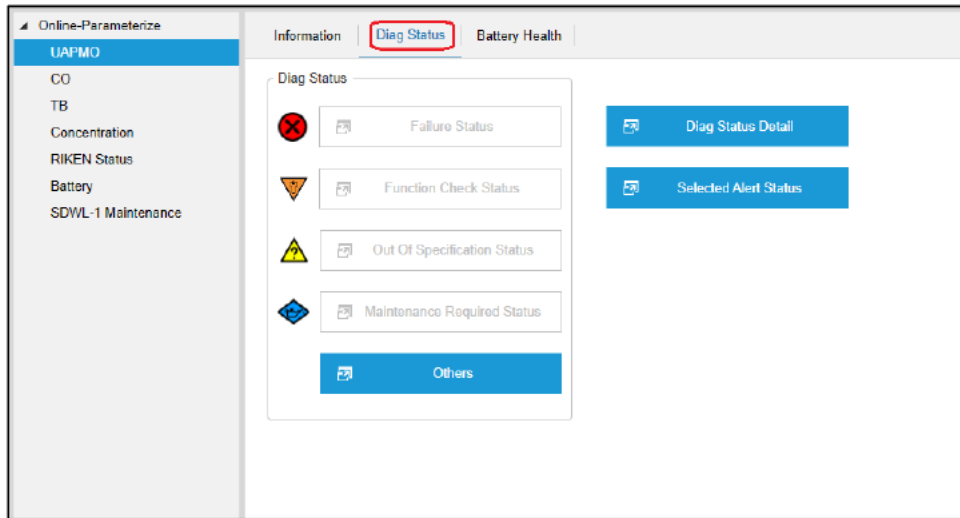 Online-Parameterize
UAPMO
CO
TB
Concentration
RIKEN Status
Battery
SDWL-1 Maintenance
Information
Diag Status
Battery Health
Diag Status
Failure Status
Function Check Status
Out Of Specification Status
Maintenance Required Status
Others
Diag Status Detail
Selected Alert Status